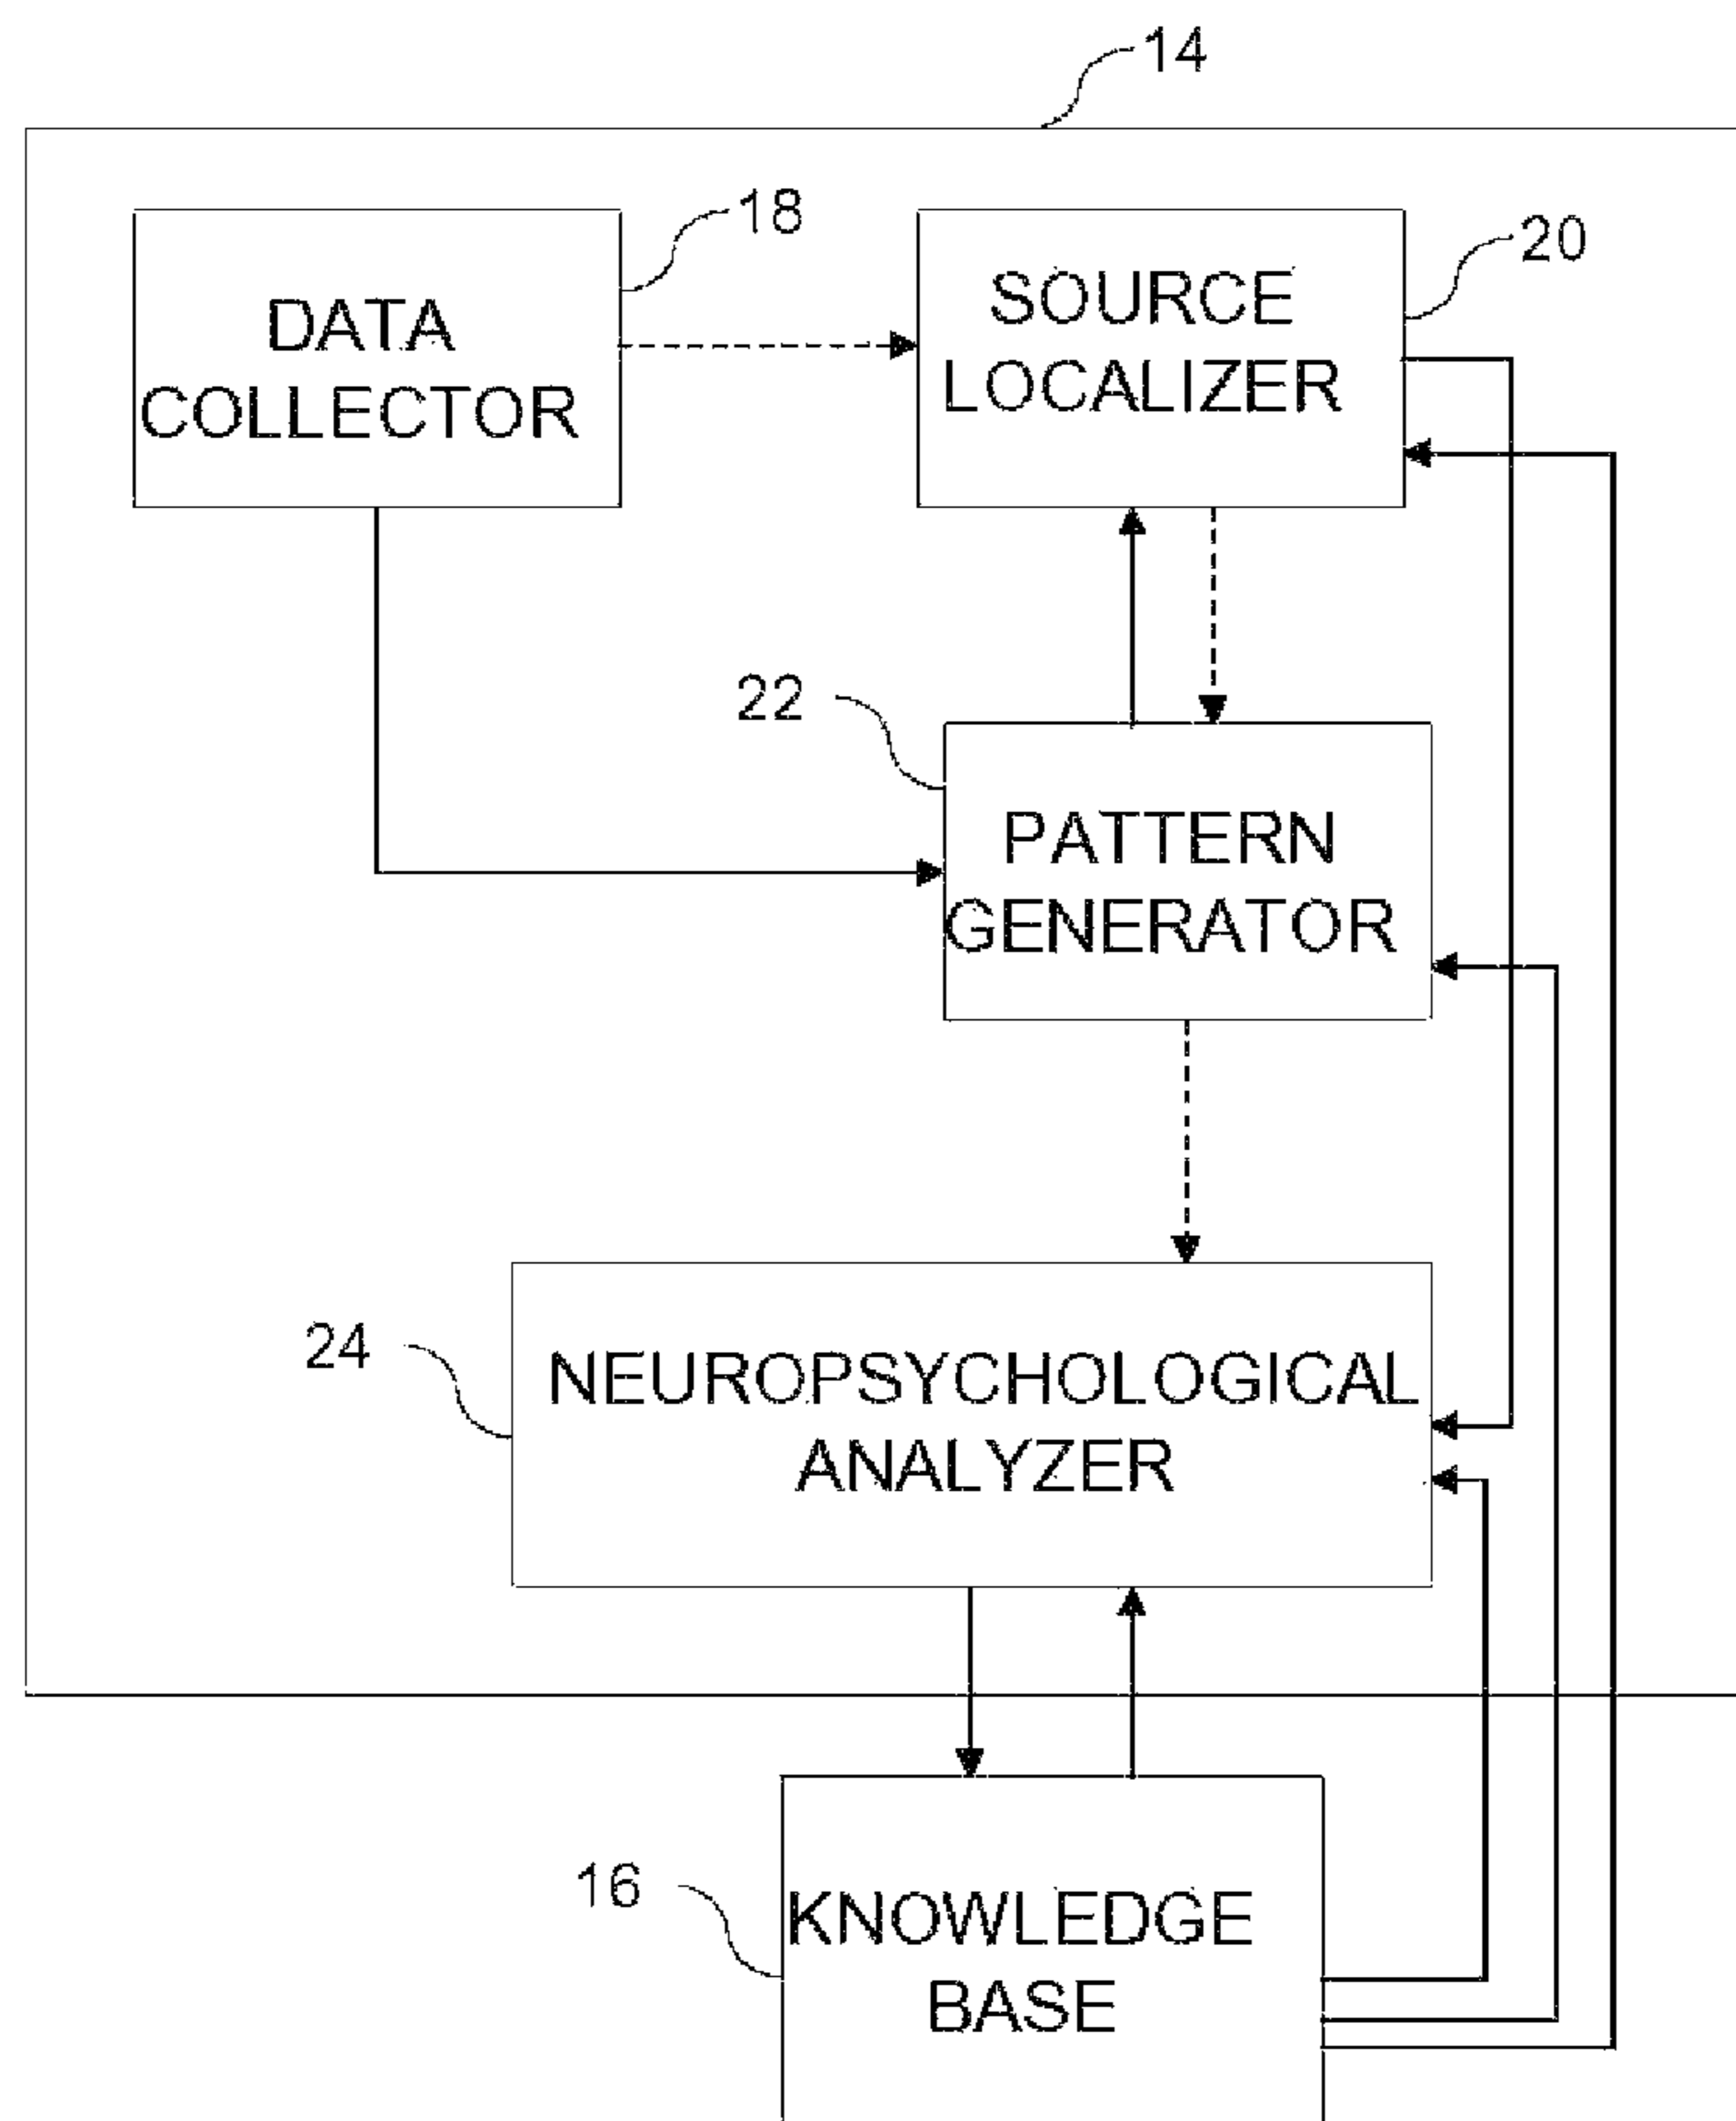 14
18
20
DATA
COLLECTOR
SOURCE
LOCALIZER
22
PATTERN
GENERATOR
24
NEUROPSYCHOLOGICAL
ANALYZER
16
KNOWLEDGE
BASE